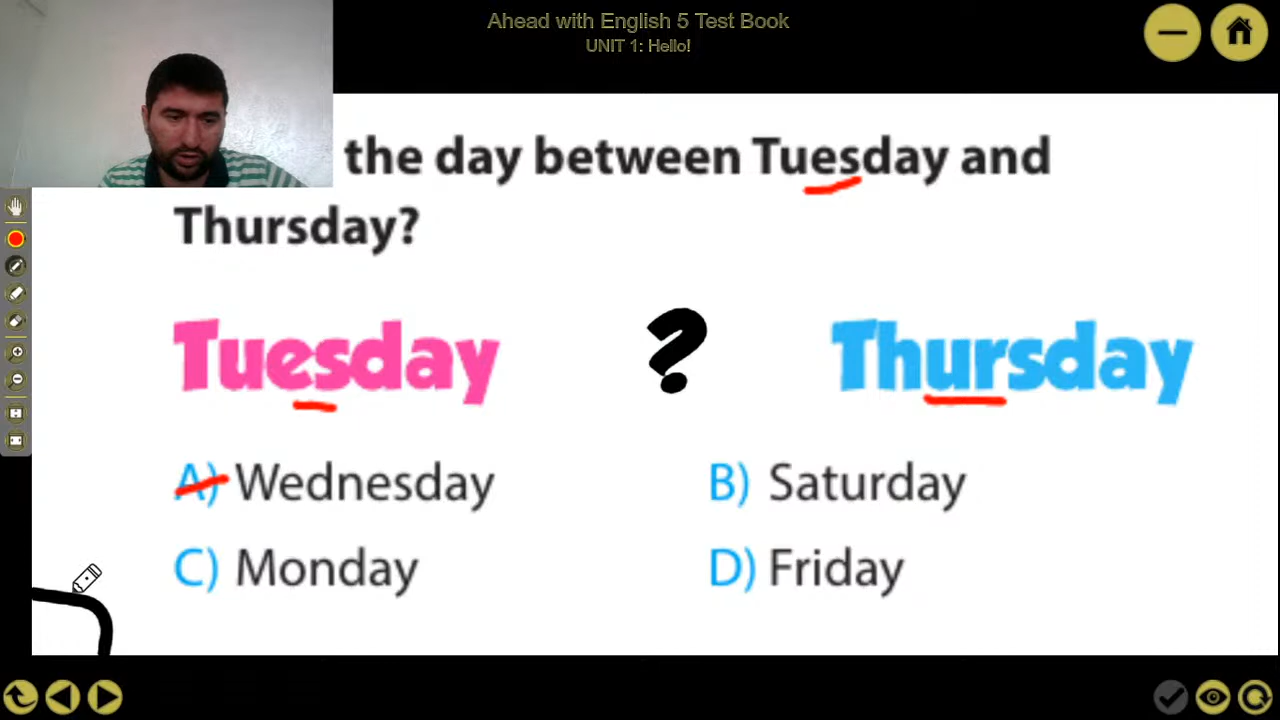 Ahead with English 5 Test Book
UNIT 1: Hello!
the day between Tuesday and
Thursday?
Tuesday ? Thursday
A) Wednesday B) Saturday
C) Monday D) Friday